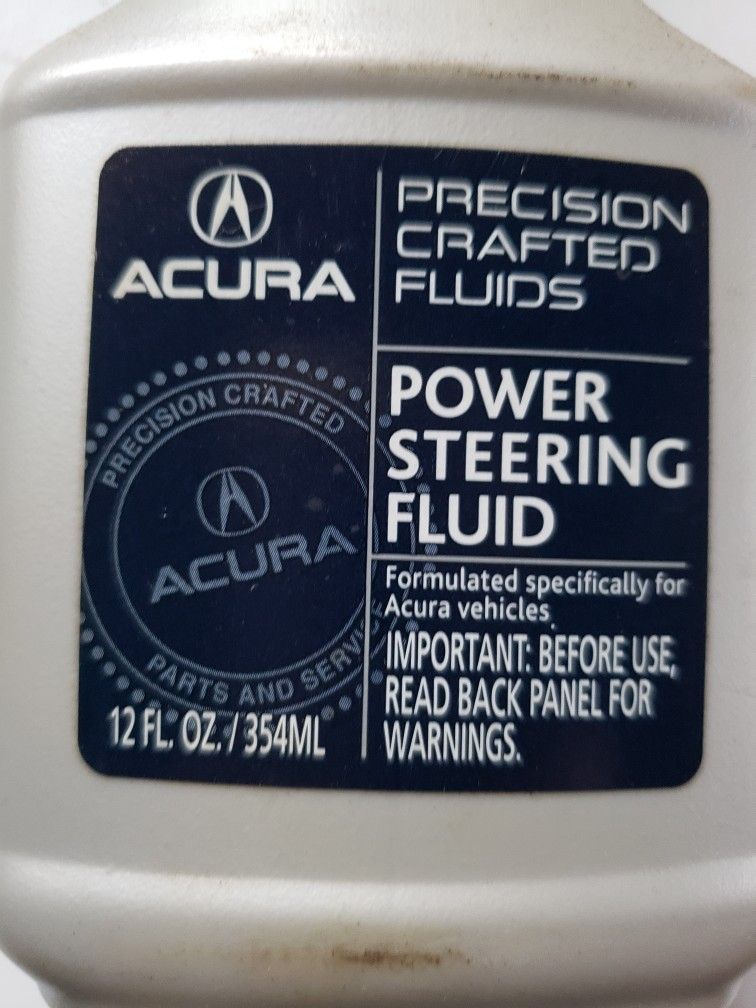 ACURA
PRECISION
CRAFTED
FLUIDS
PRECISION CRAFTED
ACURA
PARTS AND SERVI
12 FL. OZ. / 354ML
POWER
STEERING
FLUID
Formulated specifically for
Acura vehicles.
IMPORTANT: BEFORE USE,
READ BACK PANEL FOR
WARNINGS.